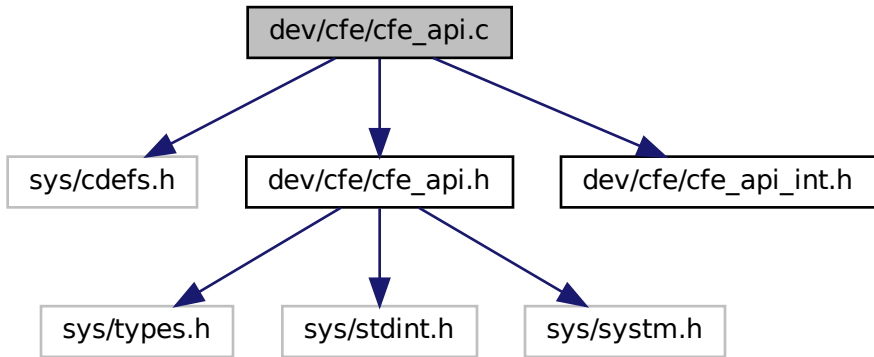 dev/cfe/cfe_api.c
sys/cdefs.h
dev/cfe/cfe_api.h
dev/cfe/cfe_api_int.h
sys/types.h
sys/stdint.h
sys/systm.h